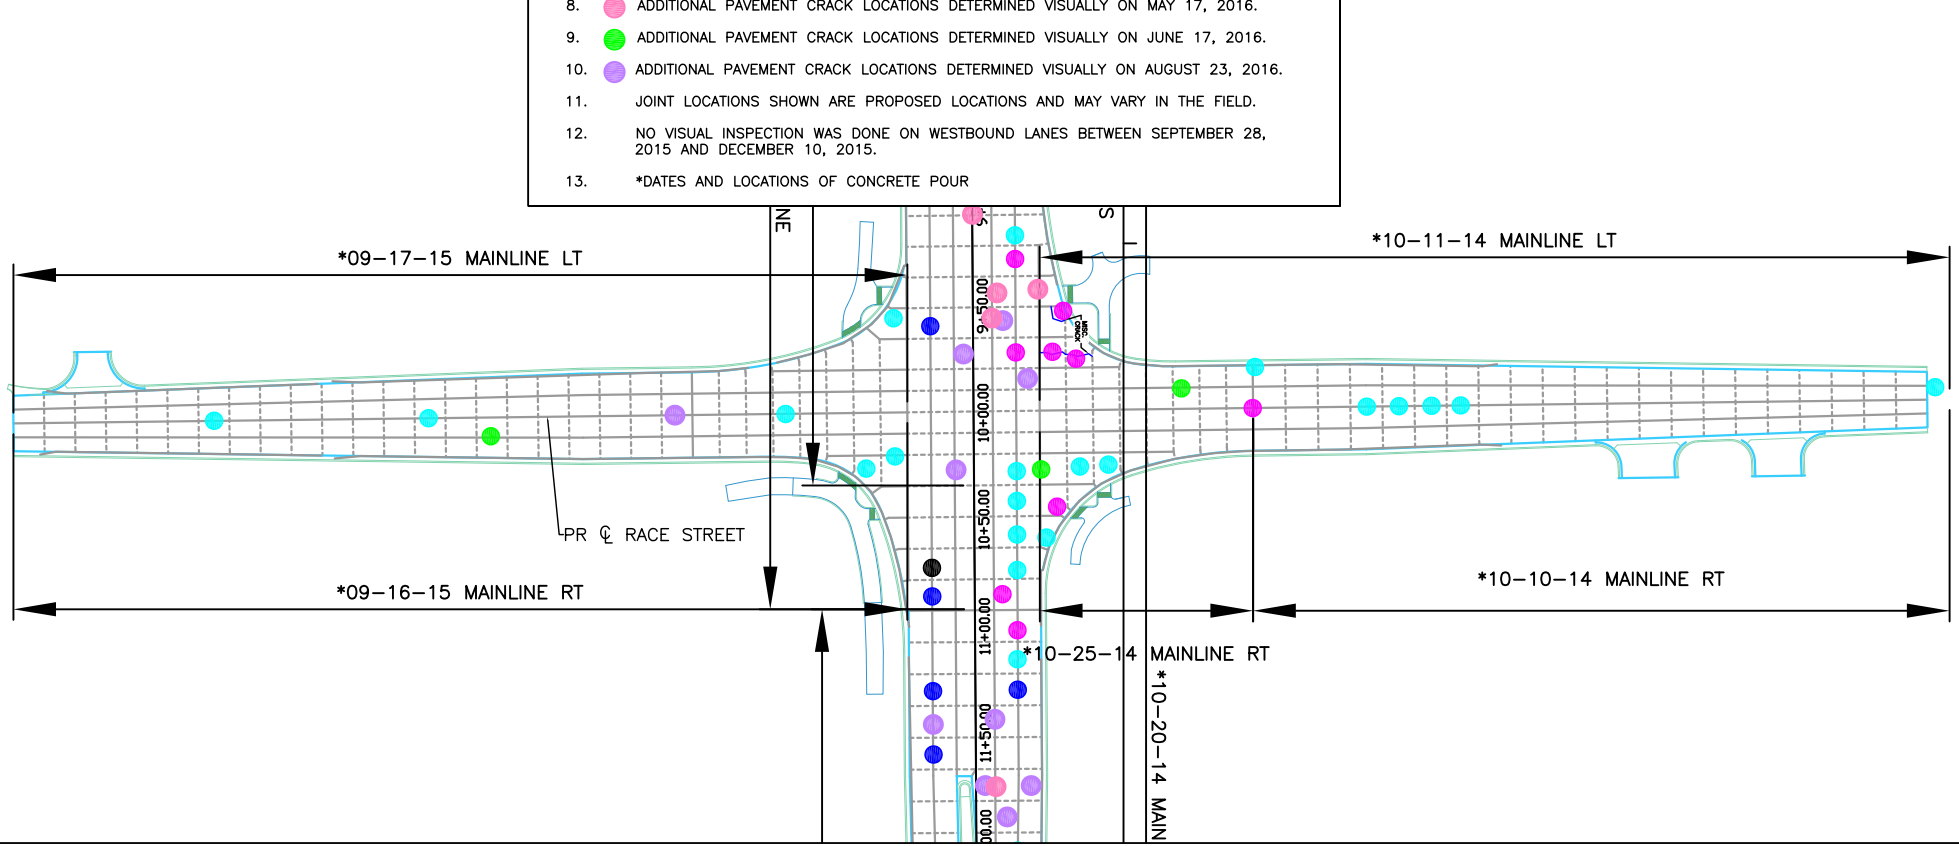 8. ADDITIONAL PAVEMENT CRACK LOCATIONS DETERMINED VISUALLY ON MAY 17, 2016.
9. ADDITIONAL PAVEMENT CRACK LOCATIONS DETERMINED VISUALLY ON JUNE 17, 2016.
10. ADDITIONAL PAVEMENT CRACK LOCATIONS DETERMINED VISUALLY ON AUGUST 23, 2016.
11. JOINT LOCATIONS SHOWN ARE PROPOSED LOCATIONS AND MAY VARY IN THE FIELD.
12. NO VISUAL INSPECTION WAS DONE ON WESTBOUND LANES BETWEEN SEPTEMBER 28,
2015 AND DECEMBER 10, 2015.
13. *DATES AND LOCATIONS OF CONCRETE POUR
NE
S
*09-17-15 MAINLINE LT
*10-11-14 MAINLINE LT
9+50.00
MISC.
CRACK
10+00.00
10+50.00
PR ℄ RACE STREET
*09-16-15 MAINLINE RT
*10-10-14 MAINLINE RT
11+00.00
*10-25-14 MAINLINE RT
*10-20-14 MAIN
11+50.00
00.00